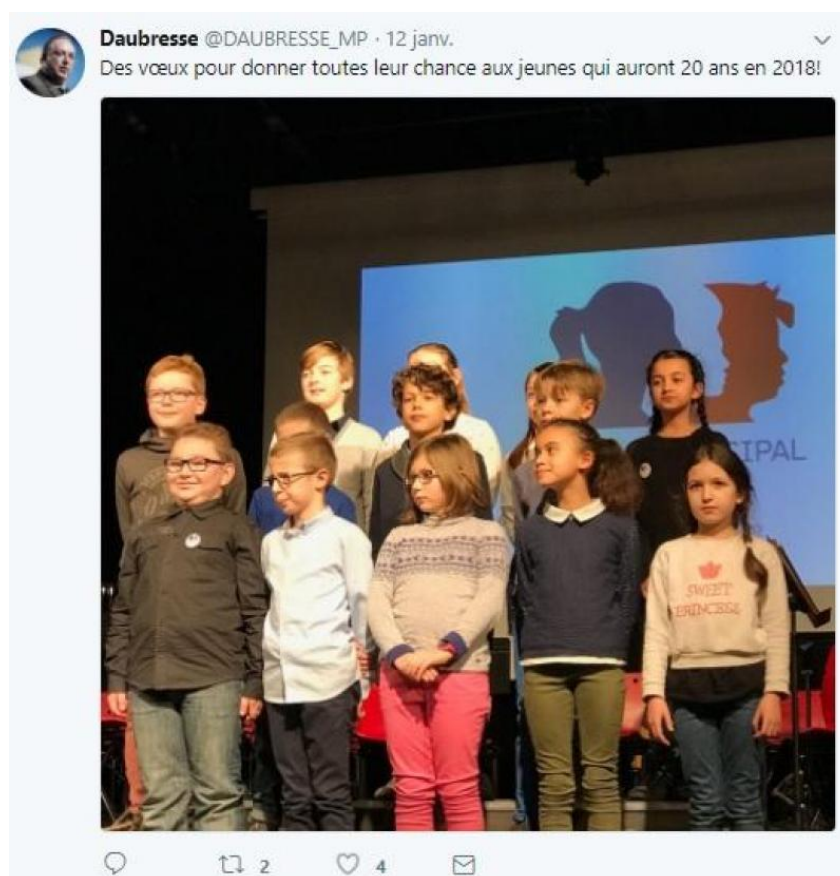 Daubresse @DAUBRESSE_MP · 12 janv.
Des vœux pour donner toutes leur chance aux jeunes qui auront 20 ans en 2018!
CIPAL
SWEET
PRINCESS
2 4